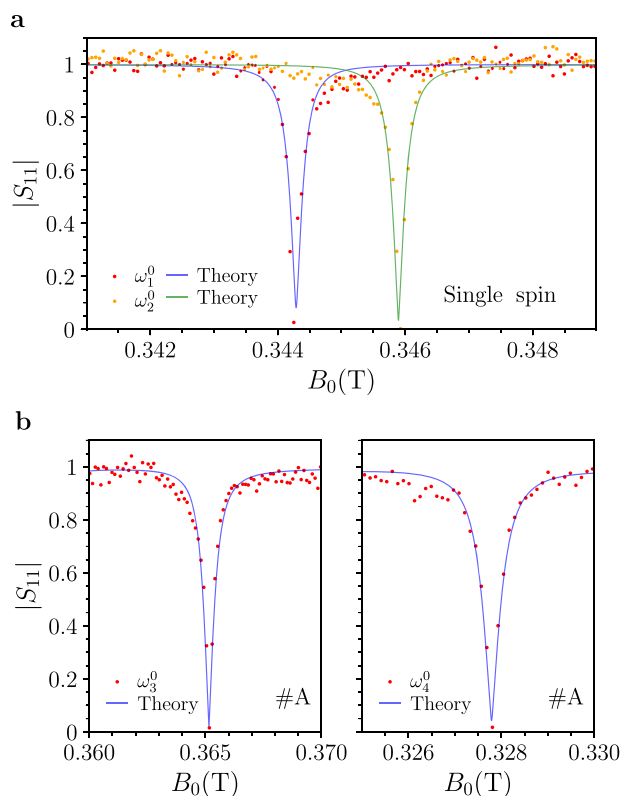 a
|S₁₁|
1
0.8
0.6
0.4
0.2
0
ω₁⁰ Theory
ω₂⁰ Theory
Single spin
0.342 0.344 0.346 0.348
B₀(T)
b
|S₁₁|
1
0.8
0.6
0.4
0.2
0
ω₃⁰
Theory
#A
0.360 0.365 0.370
B₀(T)
ω₄⁰
Theory
#A
0.326 0.328 0.330
B₀(T)